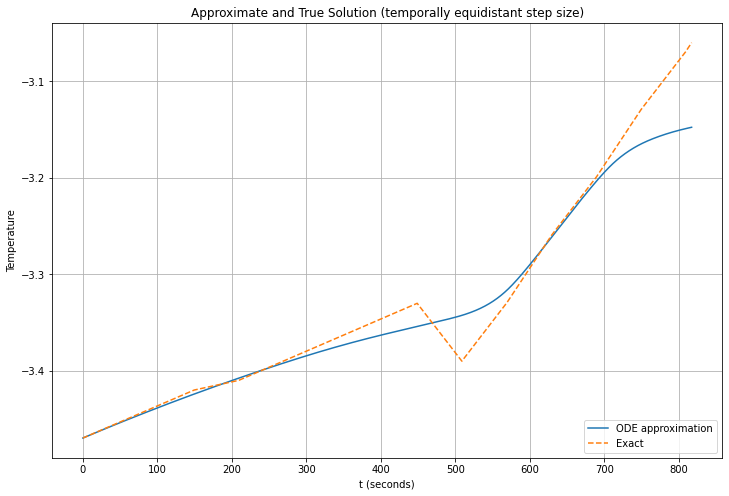 Approximate and True Solution (temporally equidistant step size)
Temperature
−3.1
−3.2
−3.3
−3.4
0 100 200 300 400 500 600 700 800
t (seconds)
ODE approximation
Exact